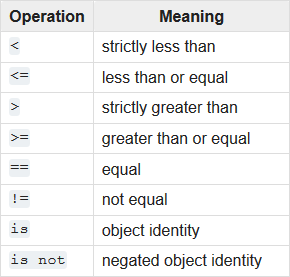 Operation Meaning
< strictly less than
<= less than or equal
> strictly greater than
>= greater than or equal
== equal
!= not equal
is object identity
is not negated object identity